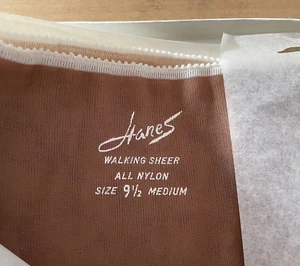 Hanes
WALKING SHEER
ALL NYLON
SIZE 9½ MEDIUM